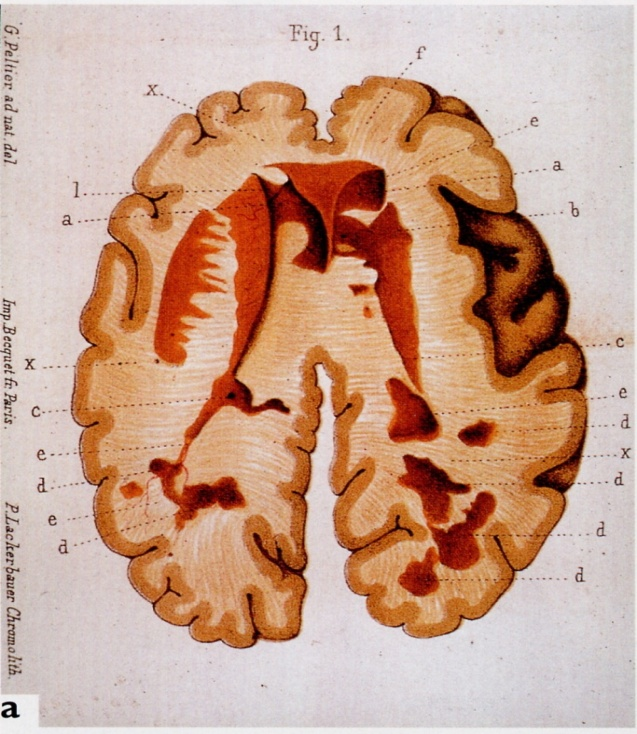 Fig. 1.
f
x
e
l
a
a
b
x
c
c
e
e
d
x
d
d
e
d
d
d
G. Peltier ad nat. del.
Imp. Becquet fr. Paris.
P. Lackerbauer Chromolith.
a